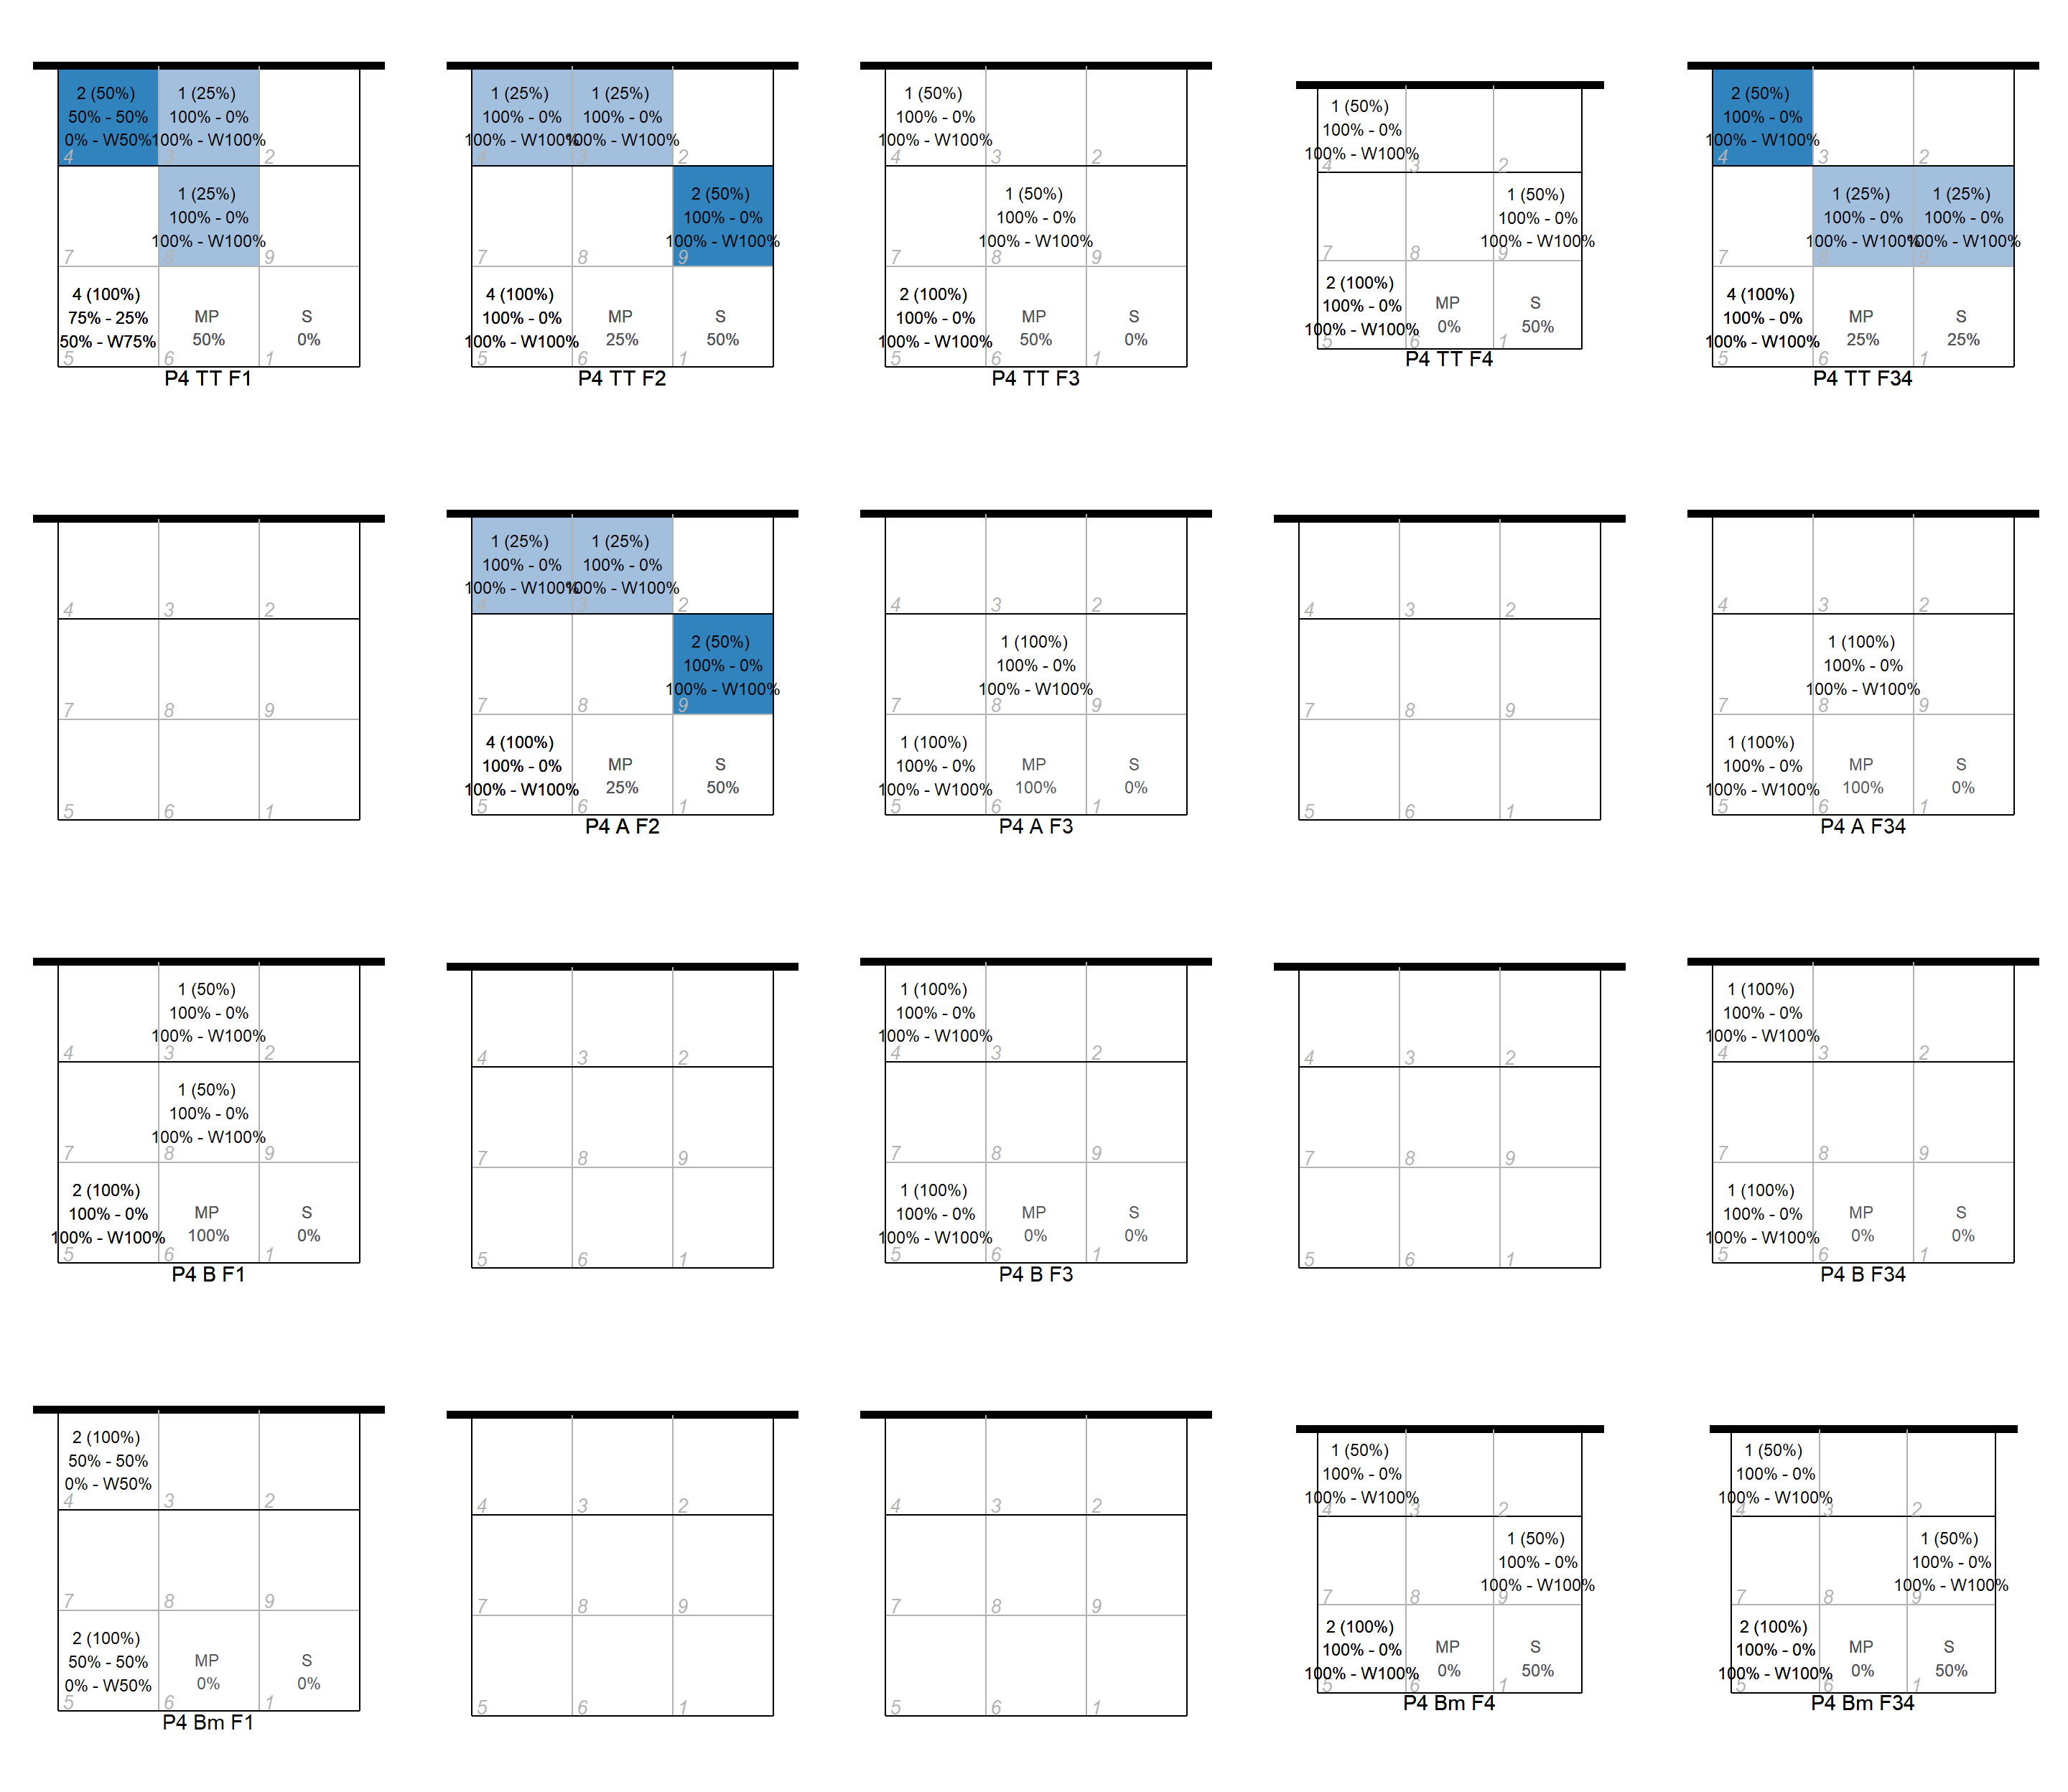 2 (50%)
50% - 50%
0% - W50%
4
1 (25%)
100% - 0%
100% - W100%
3
2
7
1 (25%)
100% - 0%
100% - W100%
8
9
4 (100%)
75% - 25%
50% - W75%
5
MP
50%
6
S
0%
1
P4 TT F1
1 (25%)
100% - 0%
100% - W100%
4
1 (25%)
100% - 0%
100% - W100%
3
2
7
8
2 (50%)
100% - 0%
100% - W100%
9
4 (100%)
100% - 0%
100% - W100%
5
MP
25%
6
S
50%
1
P4 TT F2
1 (50%)
100% - 0%
100% - W100%
4
3
2
7
1 (50%)
100% - 0%
100% - W100%
8
9
2 (100%)
100% - 0%
100% - W100%
5
MP
50%
6
S
0%
1
P4 TT F3
1 (50%)
100% - 0%
100% - W100%
4
3
2
7
8
1 (50%)
100% - 0%
100% - W100%
9
2 (100%)
100% - 0%
100% - W100%
5
MP
0%
6
S
50%
1
P4 TT F4
2 (50%)
100% - 0%
100% - W100%
4
3
2
7
1 (25%)
100% - 0%
100% - W100%
8
1 (25%)
100% - 0%
100% - W100%
9
4 (100%)
100% - 0%
100% - W100%
5
MP
25%
6
S
25%
1
P4 TT F34
4
3
2
7
8
9
5
6
1
1 (25%)
100% - 0%
100% - W100%
4
1 (25%)
100% - 0%
100% - W100%
3
2
7
8
2 (50%)
100% - 0%
100% - W100%
9
4 (100%)
100% - 0%
100% - W100%
5
MP
25%
6
S
50%
1
P4 A F2
4
3
2
7
1 (100%)
100% - 0%
100% - W100%
8
9
1 (100%)
100% - 0%
100% - W100%
5
MP
100%
6
S
0%
1
P4 A F3
4
3
2
7
8
9
5
6
1
4
3
2
7
1 (100%)
100% - 0%
100% - W100%
8
9
1 (100%)
100% - 0%
100% - W100%
5
MP
100%
6
S
0%
1
P4 A F34
4
1 (50%)
100% - 0%
100% - W100%
3
2
7
1 (50%)
100% - 0%
100% - W100%
8
9
2 (100%)
100% - 0%
100% - W100%
5
MP
100%
6
S
0%
1
P4 B F1
4
3
2
7
8
9
5
6
1
1 (100%)
100% - 0%
100% - W100%
4
3
2
7
8
9
1 (100%)
100% - 0%
100% - W100%
5
MP
0%
6
S
0%
1
P4 B F3
4
3
2
7
8
9
5
6
1
1 (100%)
100% - 0%
100% - W100%
4
3
2
7
8
9
1 (100%)
100% - 0%
100% - W100%
5
MP
0%
6
S
0%
1
P4 B F34
2 (100%)
50% - 50%
0% - W50%
4
3
2
7
8
9
2 (100%)
50% - 50%
0% - W50%
5
MP
0%
6
S
0%
1
P4 Bm F1
4
3
2
7
8
9
5
6
1
4
3
2
7
8
9
5
6
1
1 (50%)
100% - 0%
100% - W100%
4
3
2
7
8
1 (50%)
100% - 0%
100% - W100%
9
2 (100%)
100% - 0%
100% - W100%
5
MP
0%
6
S
50%
1
P4 Bm F4
1 (50%)
100% - 0%
100% - W100%
4
3
2
7
8
1 (50%)
100% - 0%
100% - W100%
9
2 (100%)
100% - 0%
100% - W100%
5
MP
0%
6
S
50%
1
P4 Bm F34